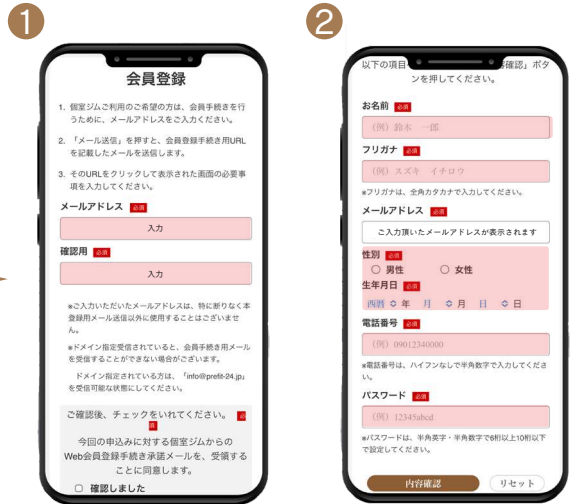 1
会員登録
1. 個室ジムご利用のご希望の方は、会員手続きを行
うために、メールアドレスをご入力ください。
2. 「メール送信」を押すと、会員登録手続き用URL
を記載したメールを送信します。
3. そのURLをクリックして表示された画面の必要事
項を入力してください。
メールアドレス 必須
入力
確認用 必須
入力
※ご入力いただいたメールアドレスは、特に断りなく本
登録用メール送信以外に使用することはございませ
ん。
※ドメイン指定受信されていると、会員手続き用メール
を受信することができない場合がございます。
ドメイン指定されている方は、「info@prefit-24.jp」
を受信可能な状態にしてください。
ご確認後、チェックをいれてください。 必
須
今回の申込みに対する個室ジムからの
Web会員登録手続き承諾メールを、受領する
ことに同意します。
確認しました
2
以下の項目 容確認」ボタ
ンを押してください。
お名前 必須
(例) 鈴木 一郎
フリガナ 必須
(例) スズキ イチロウ
※フリガナは、全角カタカナで入力してください。
メールアドレス 必須
ご入力頂いたメールアドレスが表示されます
性別 必須
男性 女性
生年月日 必須
西暦 年 月 月 日 日
電話番号 必須
(例) 09012340000
※電話番号は、ハイフンなしで半角数字で入力してくださ
い。
パスワード 必須
(例) 12345abcd
※パスワードは、半角英字・半角数字で6桁以上10桁以下
で設定してください。
内容確認 リセット